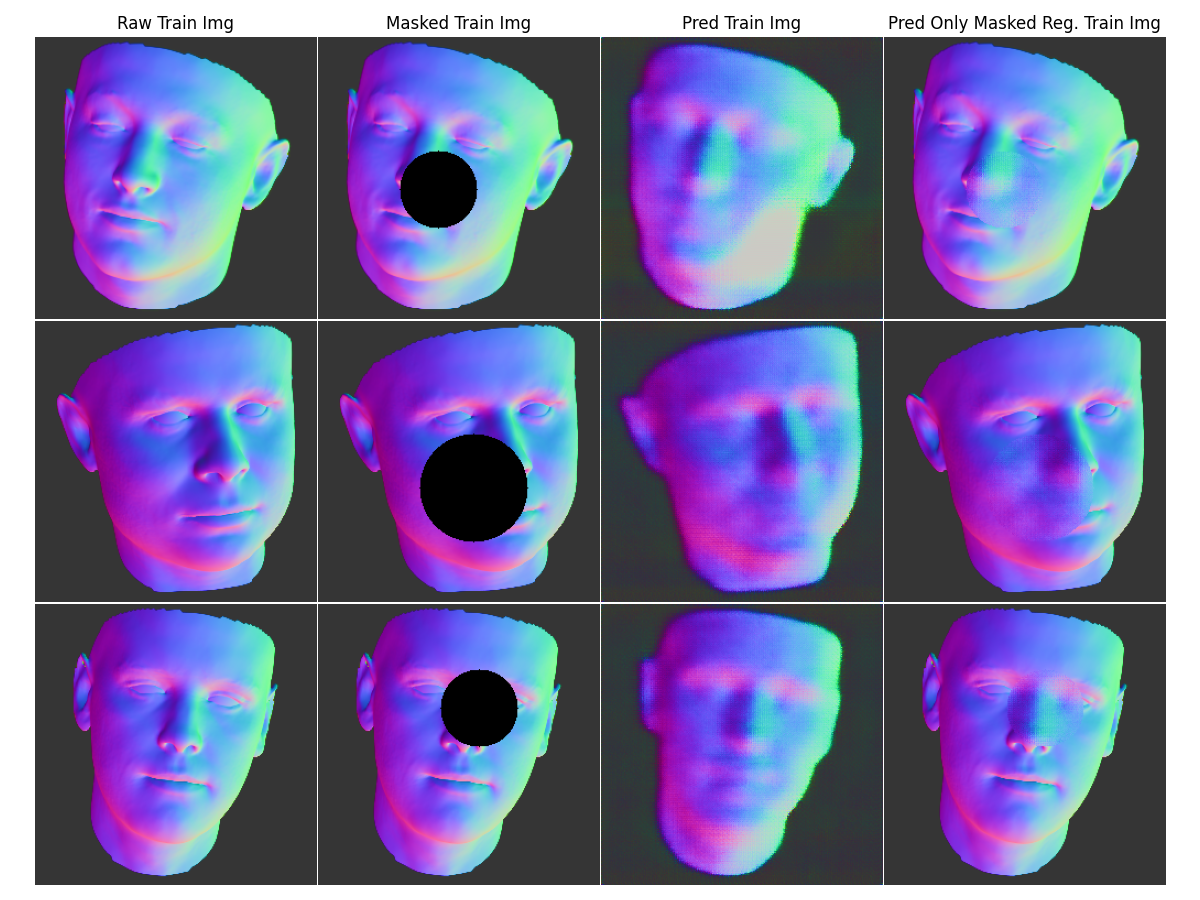 Raw Train Img
Masked Train Img
Pred Train Img
Pred Only Masked Reg. Train Img